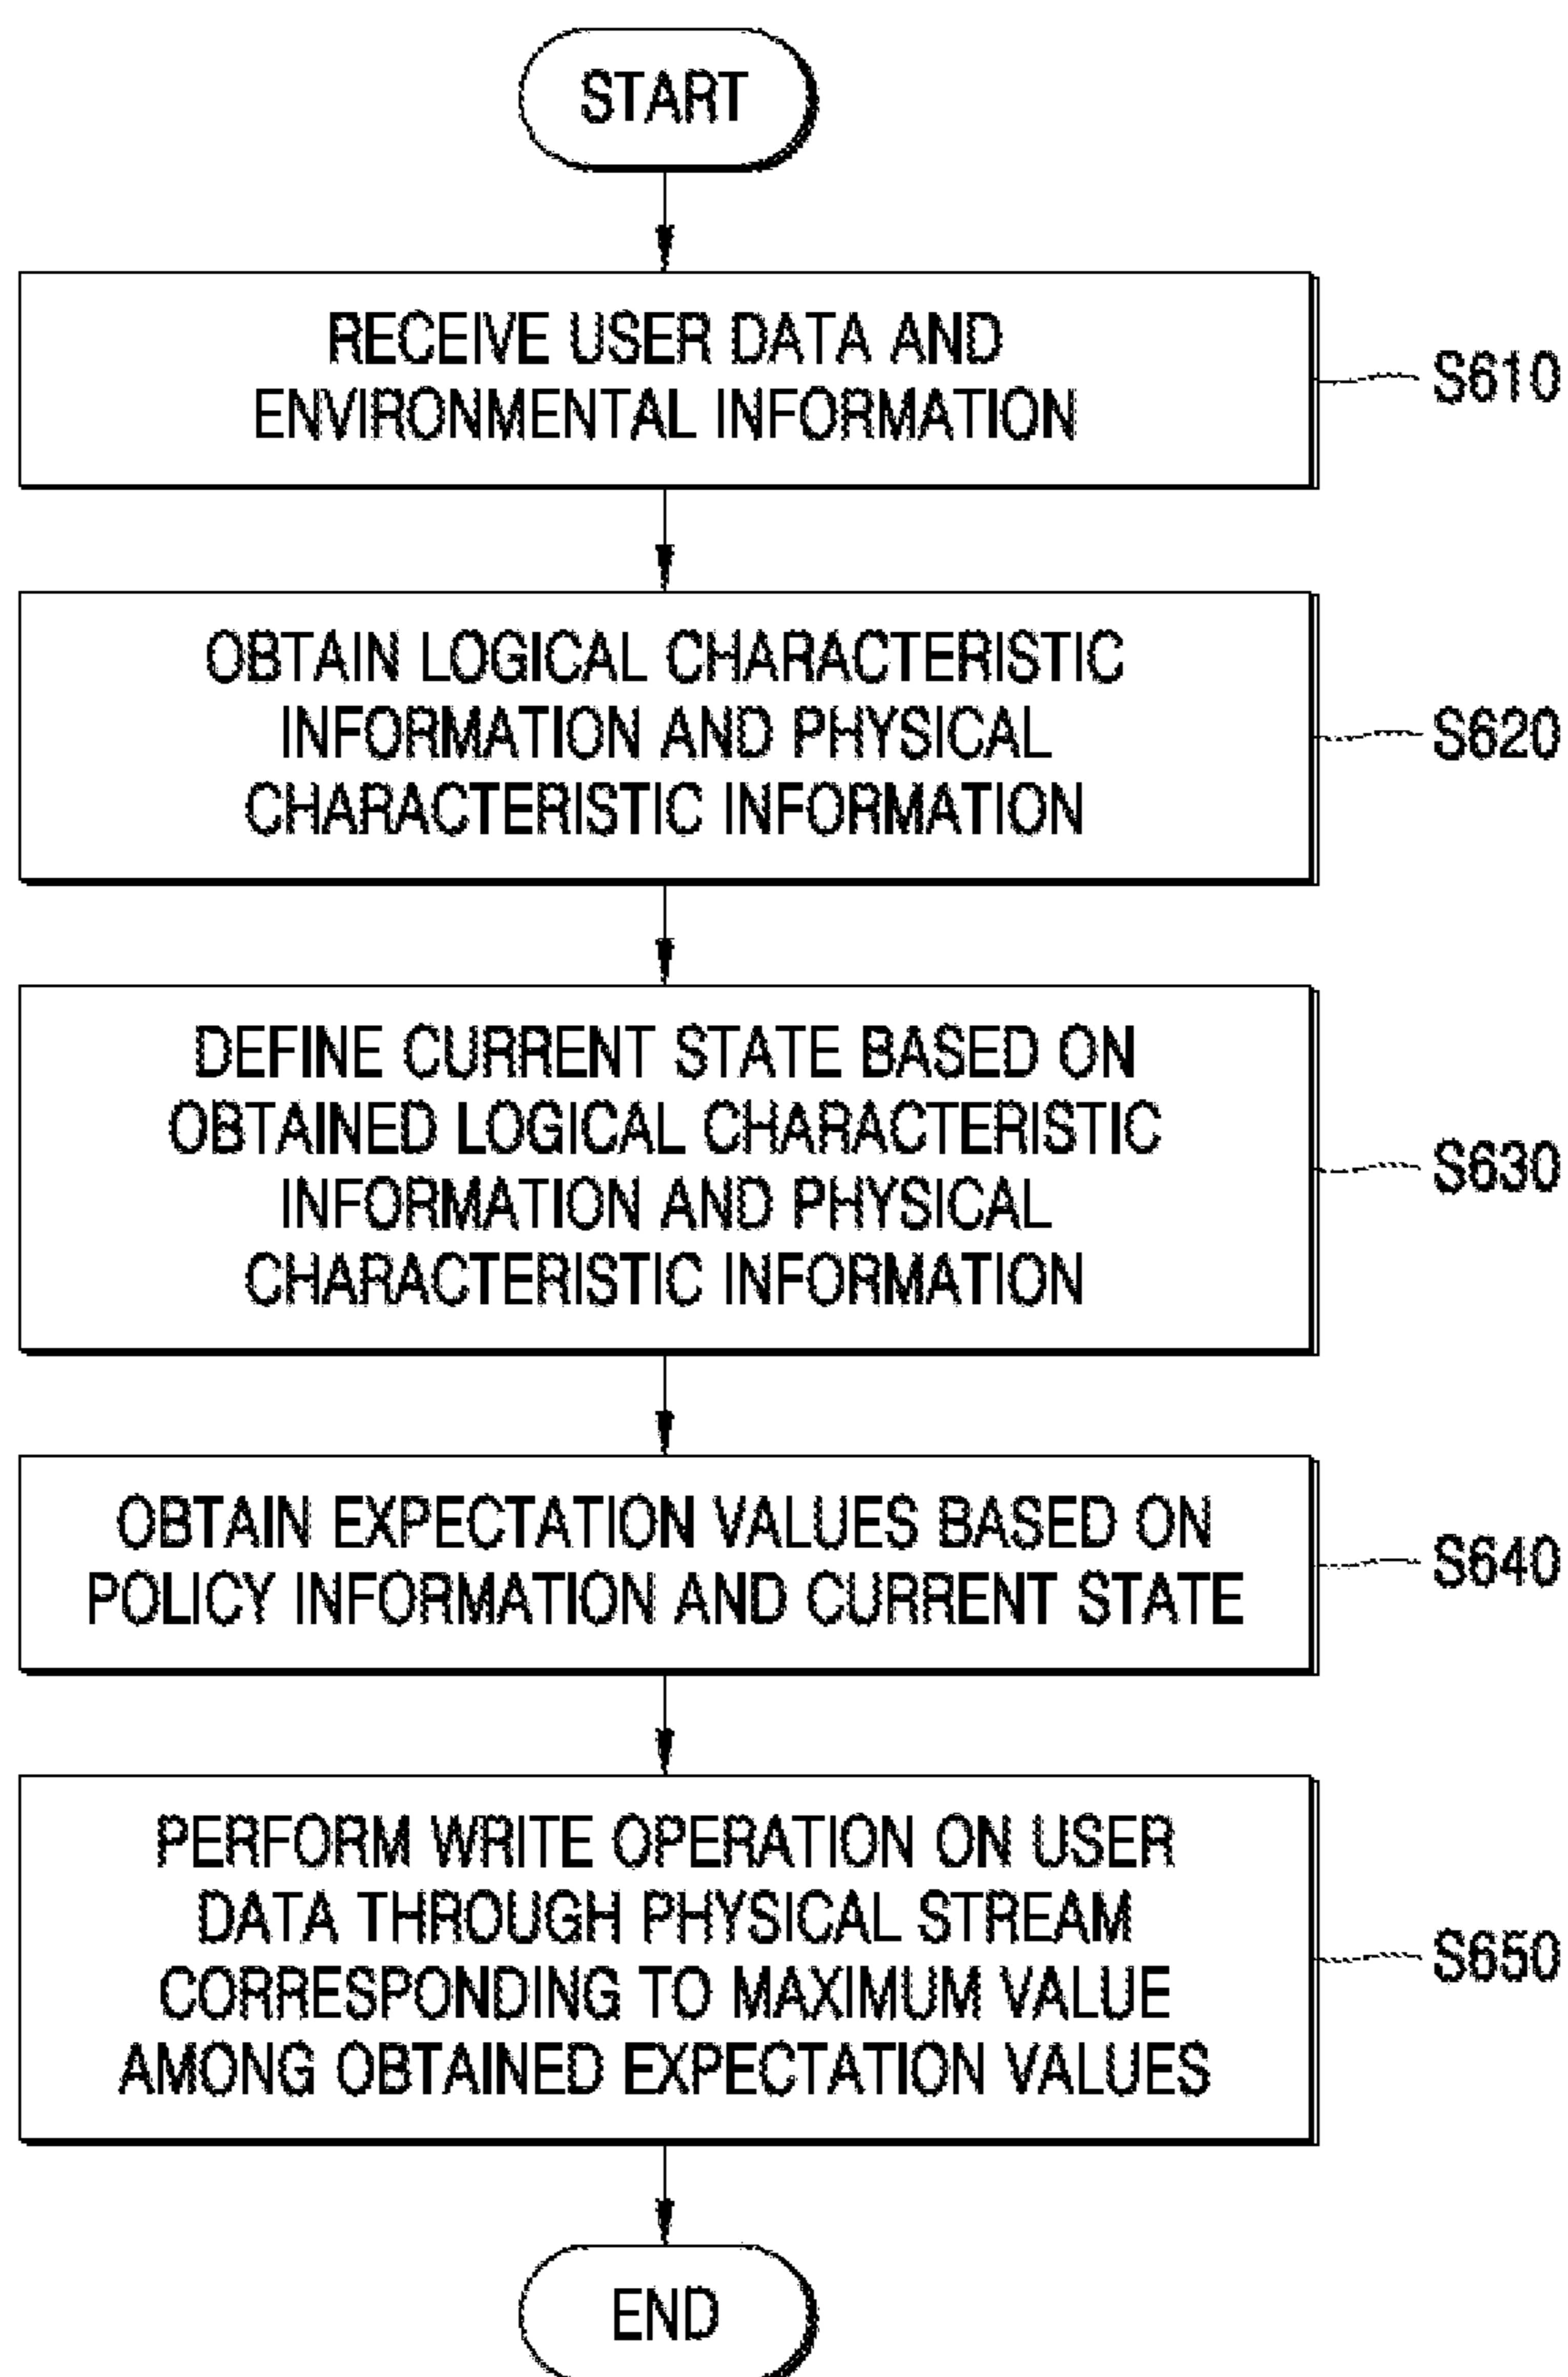 START
RECEIVE USER DATA AND
ENVIRONMENTAL INFORMATION
S610
OBTAIN LOGICAL CHARACTERISTIC
INFORMATION AND PHYSICAL
CHARACTERISTIC INFORMATION
S620
DEFINE CURRENT STATE BASED ON
OBTAINED LOGICAL CHARACTERISTIC
INFORMATION AND PHYSICAL
CHARACTERISTIC INFORMATION
S630
OBTAIN EXPECTATION VALUES BASED ON
POLICY INFORMATION AND CURRENT STATE
S640
PERFORM WRITE OPERATION ON USER
DATA THROUGH PHYSICAL STREAM
CORRESPONDING TO MAXIMUM VALUE
AMONG OBTAINED EXPECTATION VALUES
S650
END